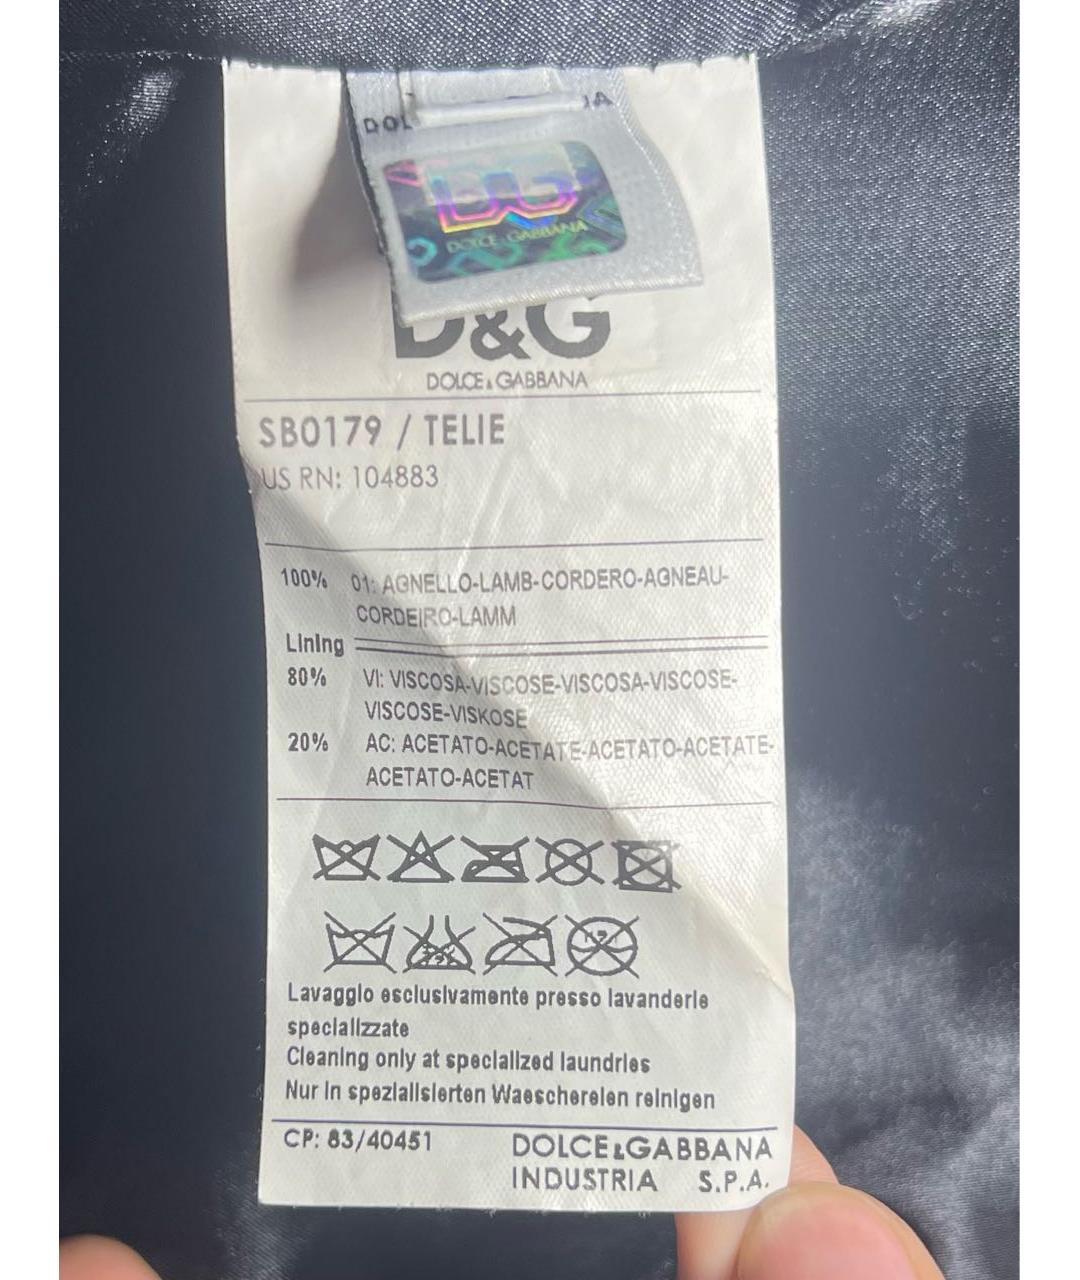 DOLCE & GABBANA
D&G
DOLCE & GABBANA
SB0179 / TELIE
US RN: 104883
100% 01: AGNELLO-LAMB-CORDERO-AGNEAU-
CORDEIRO-LAMM
Lining
80% VI: VISCOSA-VISCOSE-VISCOSA-VISCOSE-
VISCOSE-VISKOSE
20% AC: ACETATO-ACETATE-ACETATO-ACETATE-
ACETATO-ACETAT
Lavaggio esclusivamente presso lavanderie
specializzate
Cleaning only at specialized laundries
Nur in spezialisierten Waeschereien reinigen
CP: 83/40451
DOLCE & GABBANA
INDUSTRIA S.P.A.